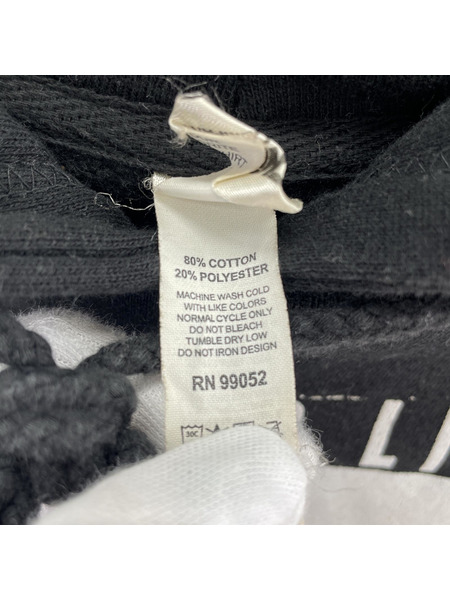 80% COTTON
20% POLYESTER
MACHINE WASH COLD
WITH LIKE COLORS
NORMAL CYCLE ONLY
DO NOT BLEACH
TUMBLE DRY LOW
DO NOT IRON DESIGN
RN 99052
30C